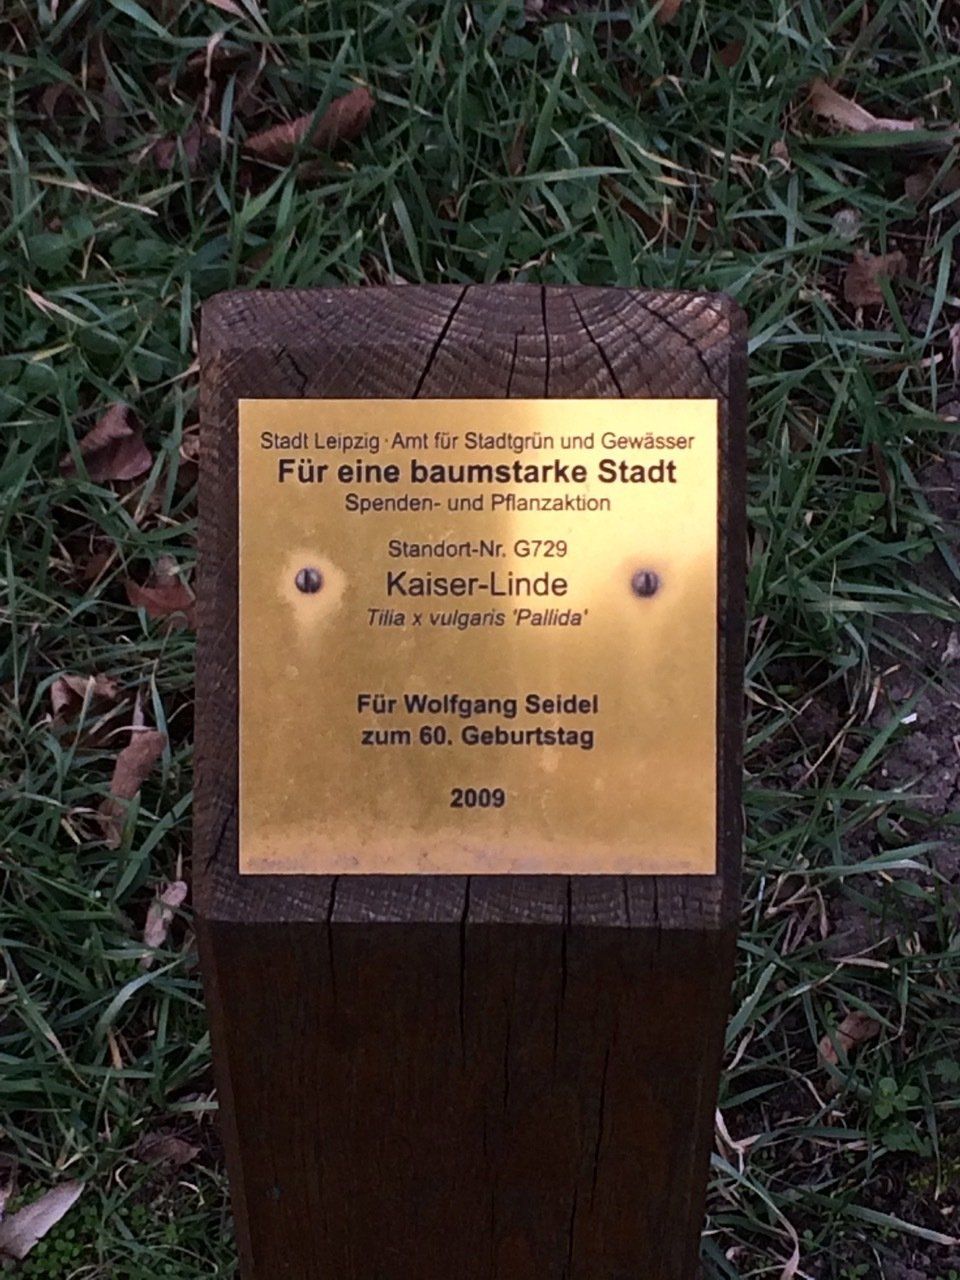 Stadt Leipzig · Amt für Stadtgrün und Gewässer
Für eine baumstarke Stadt
Spenden- und Pflanzaktion
Standort-Nr. G729
Kaiser-Linde
Tilia x vulgaris 'Pallida'
Für Wolfgang Seidel
zum 60. Geburtstag
2009